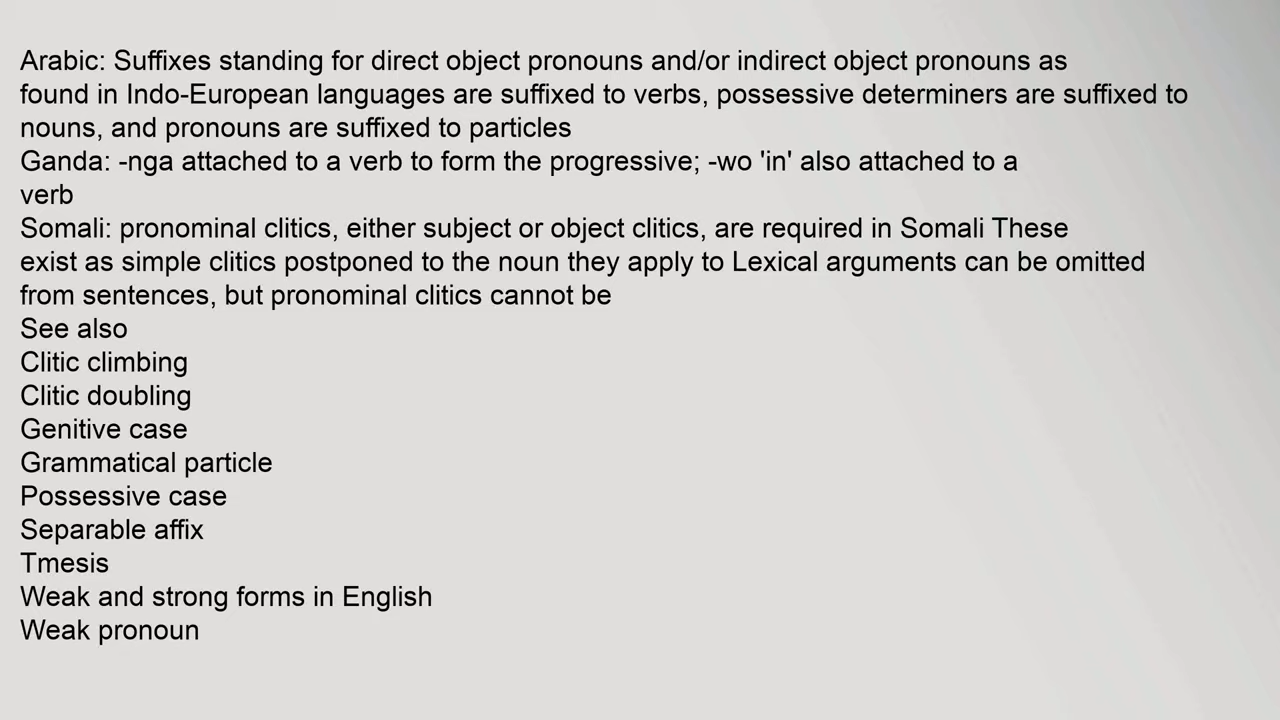 Arabic: Suffixes standing for direct object pronouns and/or indirect object pronouns as
found in Indo-European languages are suffixed to verbs, possessive determiners are suffixed to
nouns, and pronouns are suffixed to particles
Ganda: -nga attached to a verb to form the progressive; -wo 'in' also attached to a
verb
Somali: pronominal clitics, either subject or object clitics, are required in Somali These
exist as simple clitics postponed to the noun they apply to Lexical arguments can be omitted
from sentences, but pronominal clitics cannot be
See also
Clitic climbing
Clitic doubling
Genitive case
Grammatical particle
Possessive case
Separable affix
Tmesis
Weak and strong forms in English
Weak pronoun